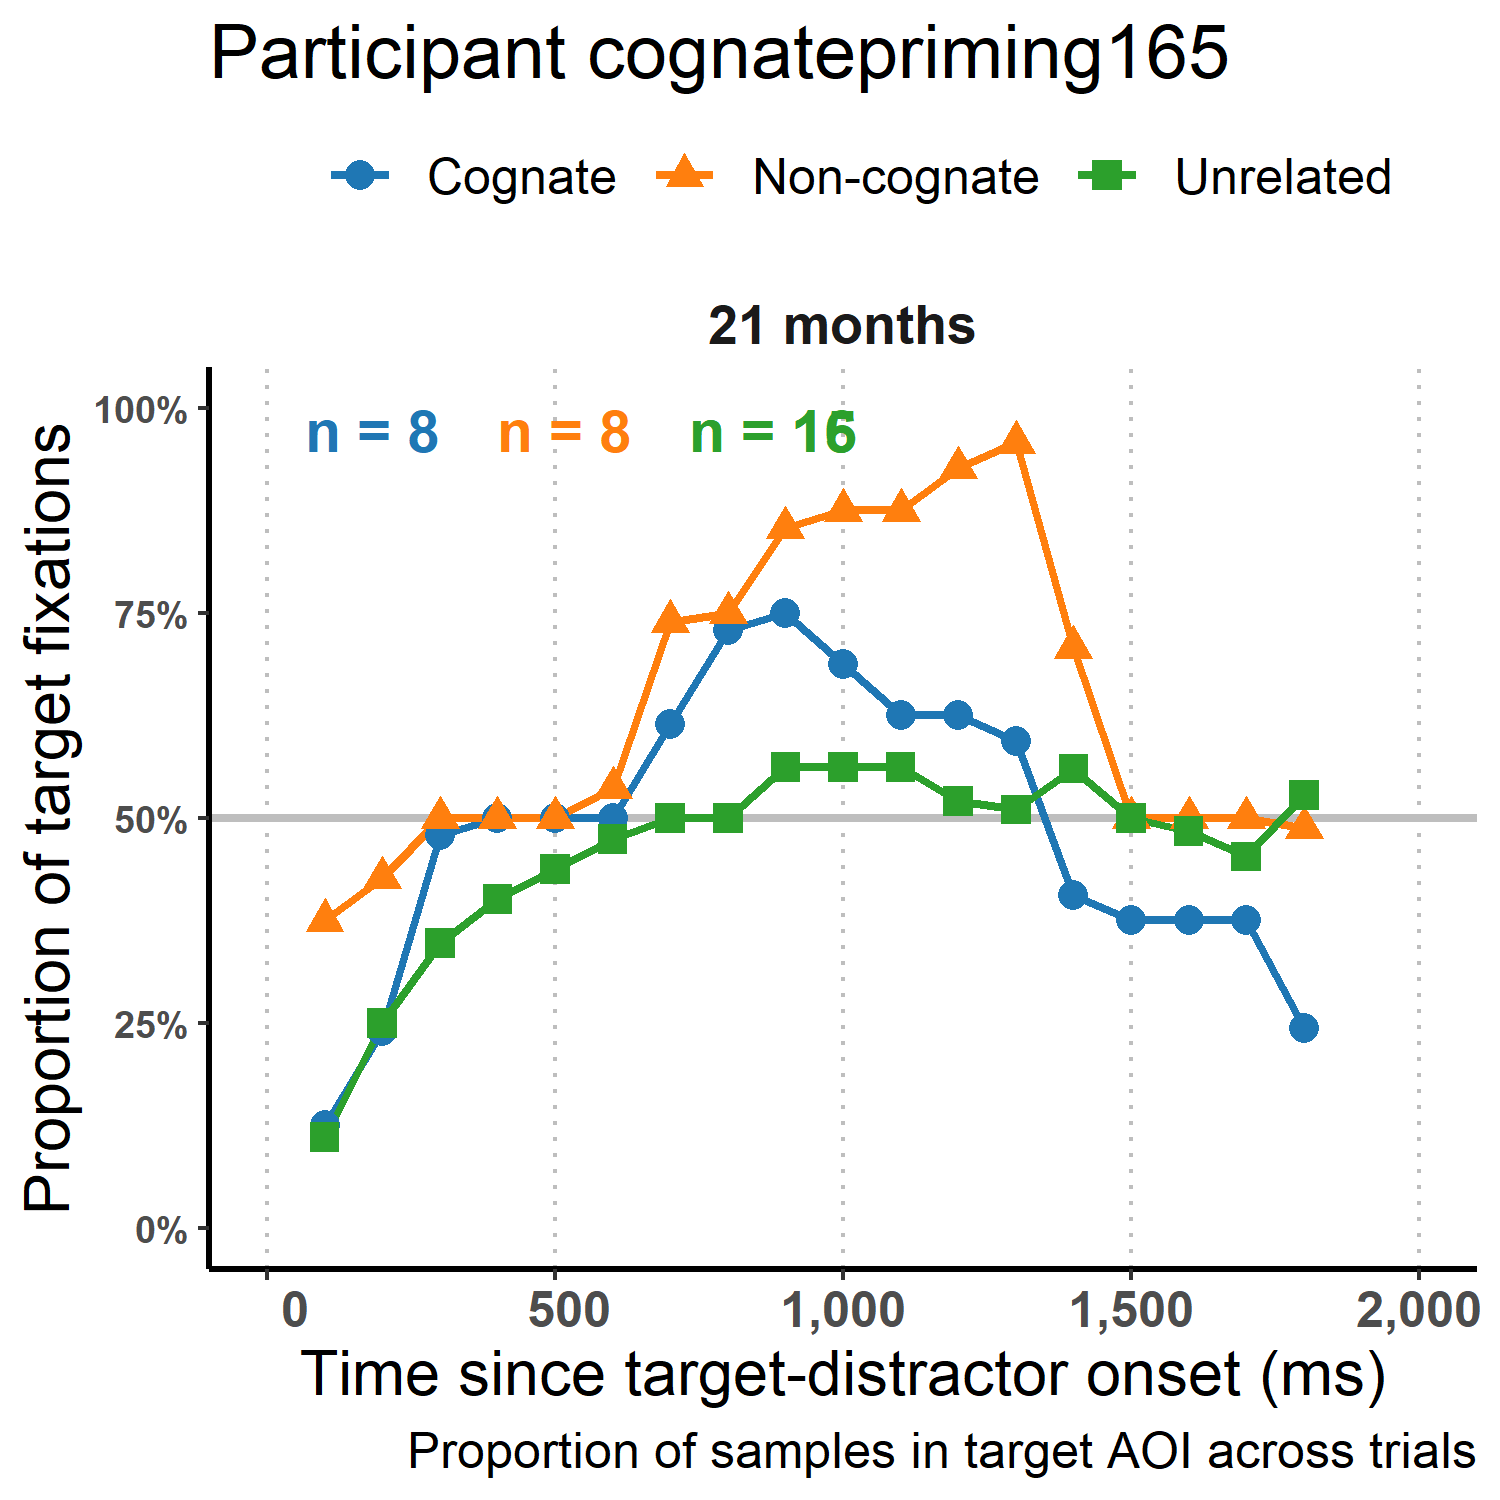 Participant cognatepriming165
Cognate Non-cognate Unrelated
21 months
n = 8 n = 8 n =
100%
75%
50%
25%
0%
Proportion of target fixations
0 500 1,000 1,500 2,000
Time since target-distractor onset (ms)
Proportion of samples in target AOI across trials